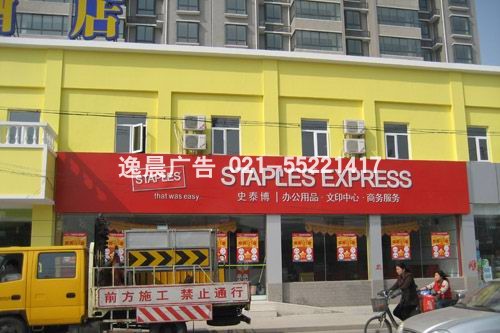 店
逸晨广告 021-55221417
STAPLES
that was easy
STAPLES EXPRESS
史泰博 | 办公用品·文印中心·商务服务
前方施工 禁止通行